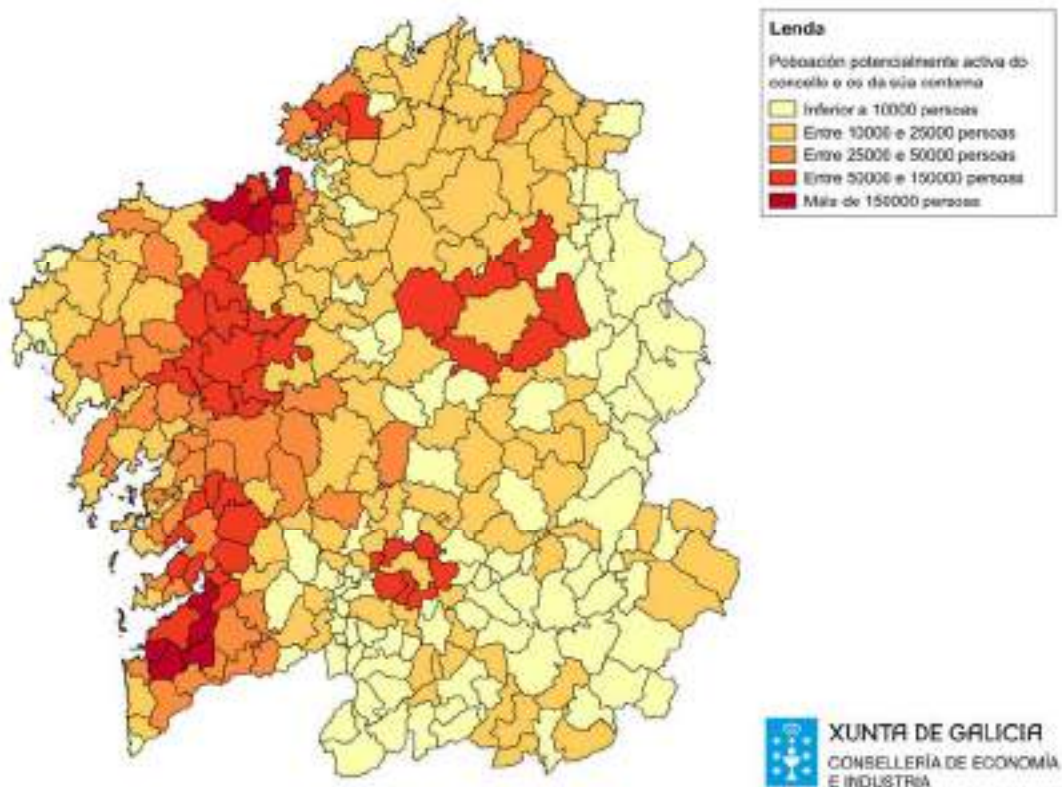 Lenda
Poboación potencialmente activa do
concello e os da súa contorna
Inferior a 10000 persoas
Entre 10000 e 25000 persoas
Entre 25000 e 50000 persoas
Entre 50000 e 150000 persoas
Máis de 150000 persoas
XUNTA DE GALICIA
CONSELLERÍA DE ECONOMÍA
E INDUSTRIA